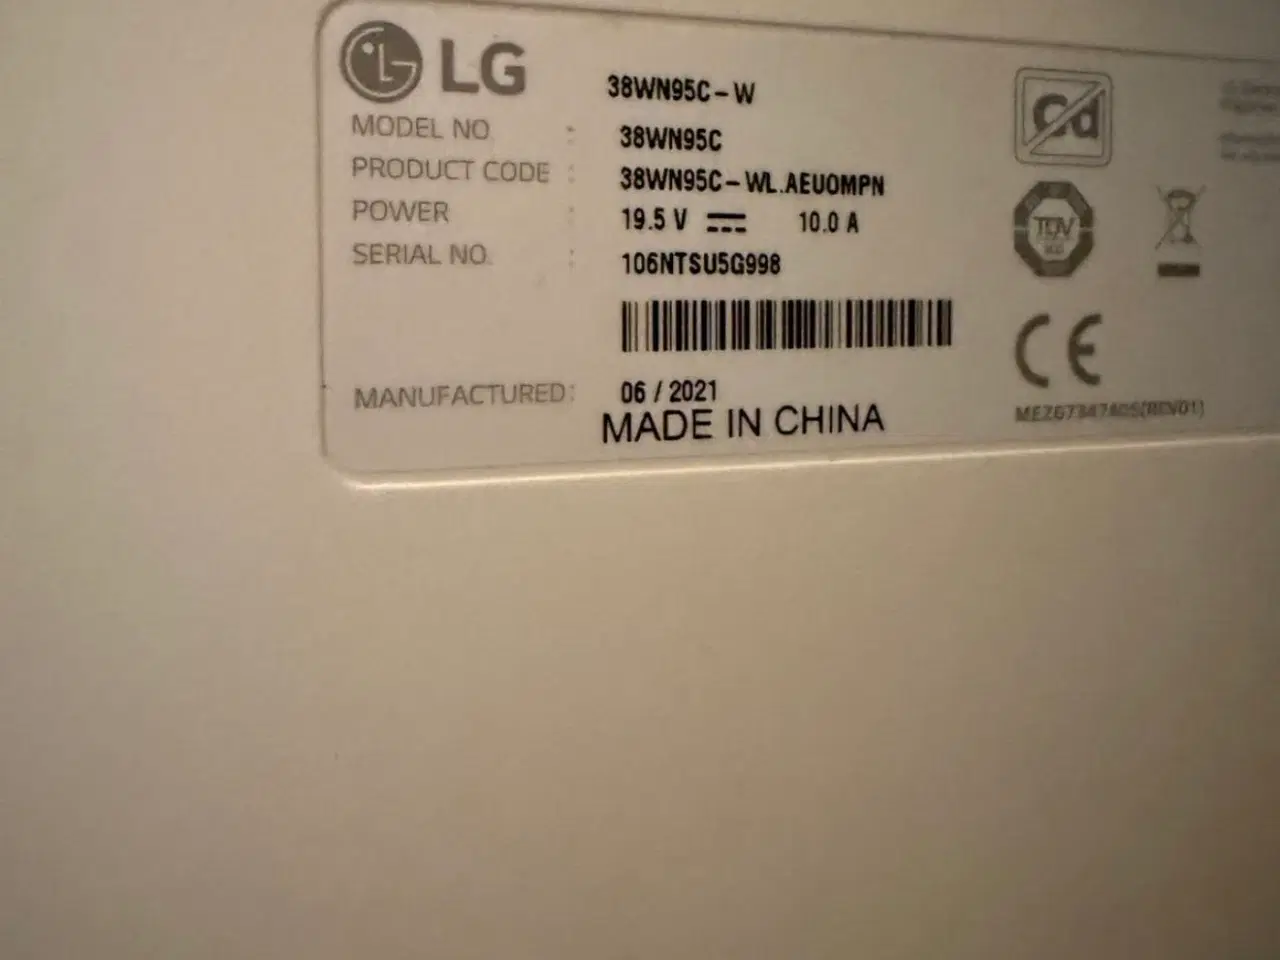 LG
38WN95C-W
MODEL NO : 38WN95C
PRODUCT CODE : 38WN95C-WL.AEUOMPN
POWER : 19.5 V 10.0 A
SERIAL NO. : 106NTSU5G998
MANUFACTURED: 06 / 2021
MADE IN CHINA
Cd
TÜV
CE